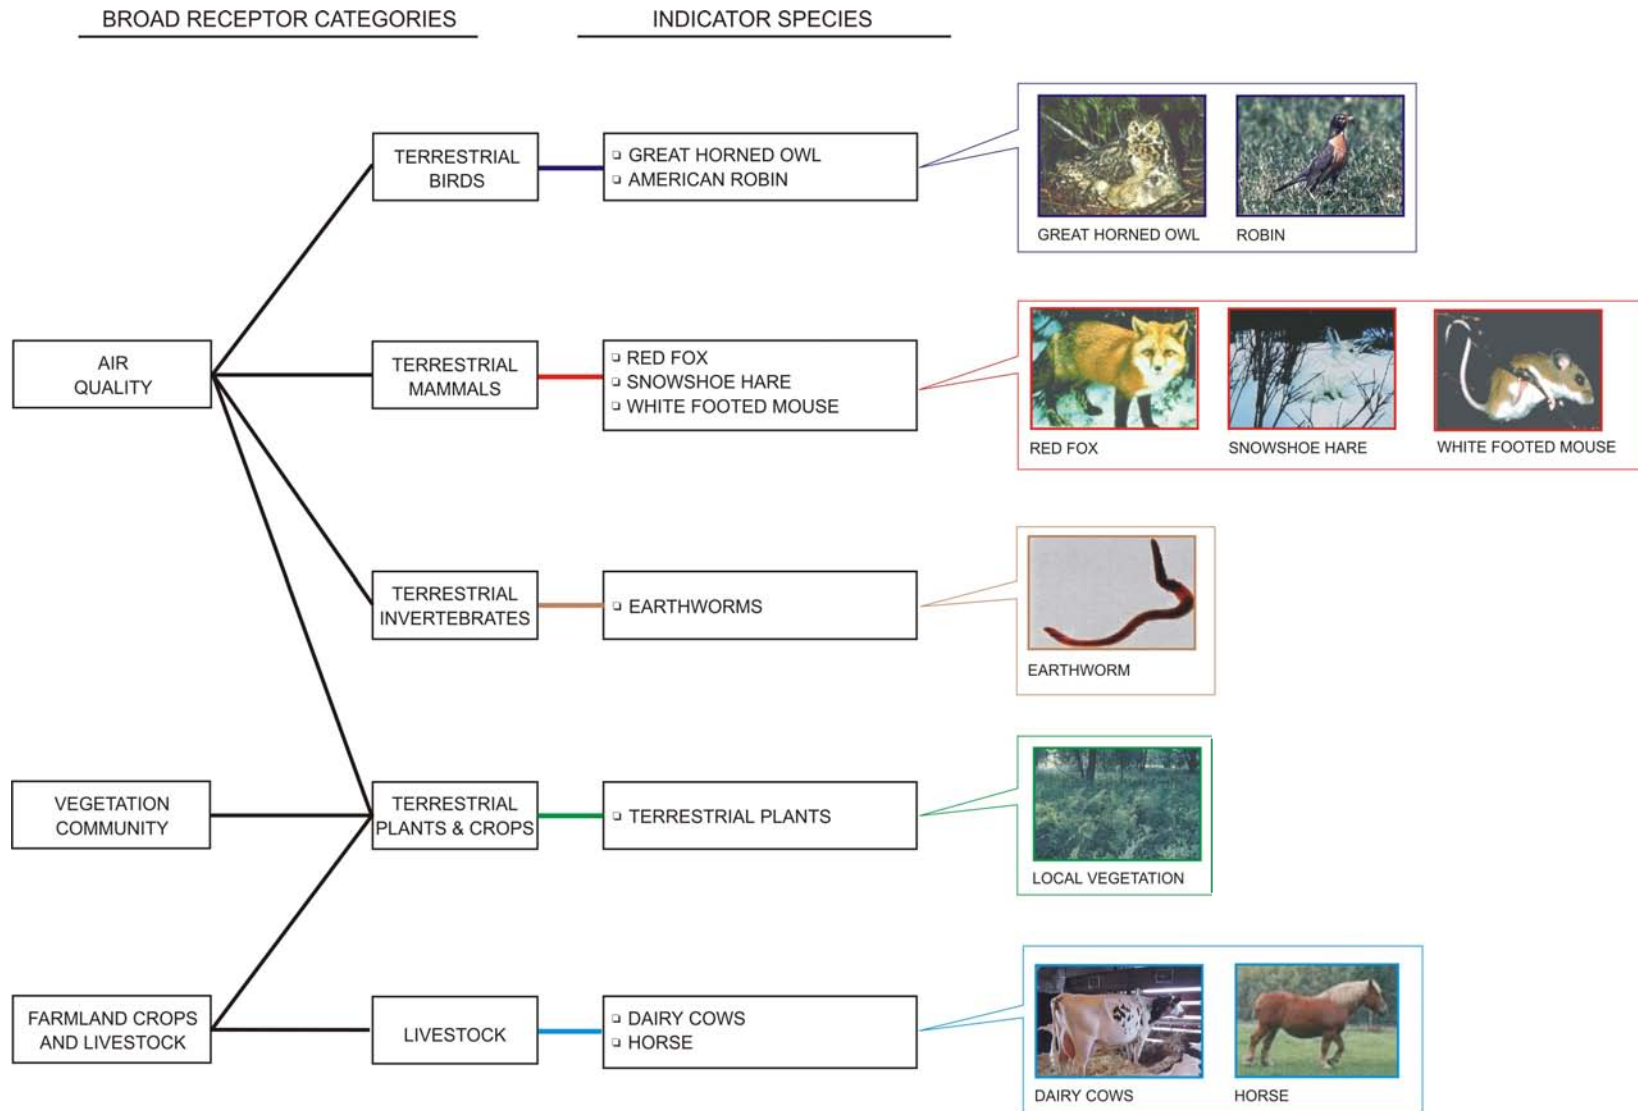 BROAD RECEPTOR CATEGORIES
INDICATOR SPECIES
TERRESTRIAL
BIRDS
❑ GREAT HORNED OWL
❑ AMERICAN ROBIN
GREAT HORNED OWL
ROBIN
AIR
QUALITY
TERRESTRIAL
MAMMALS
❑ RED FOX
❑ SNOWSHOE HARE
❑ WHITE FOOTED MOUSE
RED FOX
SNOWSHOE HARE
WHITE FOOTED MOUSE
TERRESTRIAL
INVERTEBRATES
❑ EARTHWORMS
EARTHWORM
VEGETATION
COMMUNITY
TERRESTRIAL
PLANTS & CROPS
❑ TERRESTRIAL PLANTS
LOCAL VEGETATION
FARMLAND CROPS
AND LIVESTOCK
LIVESTOCK
❑ DAIRY COWS
❑ HORSE
DAIRY COWS
HORSE